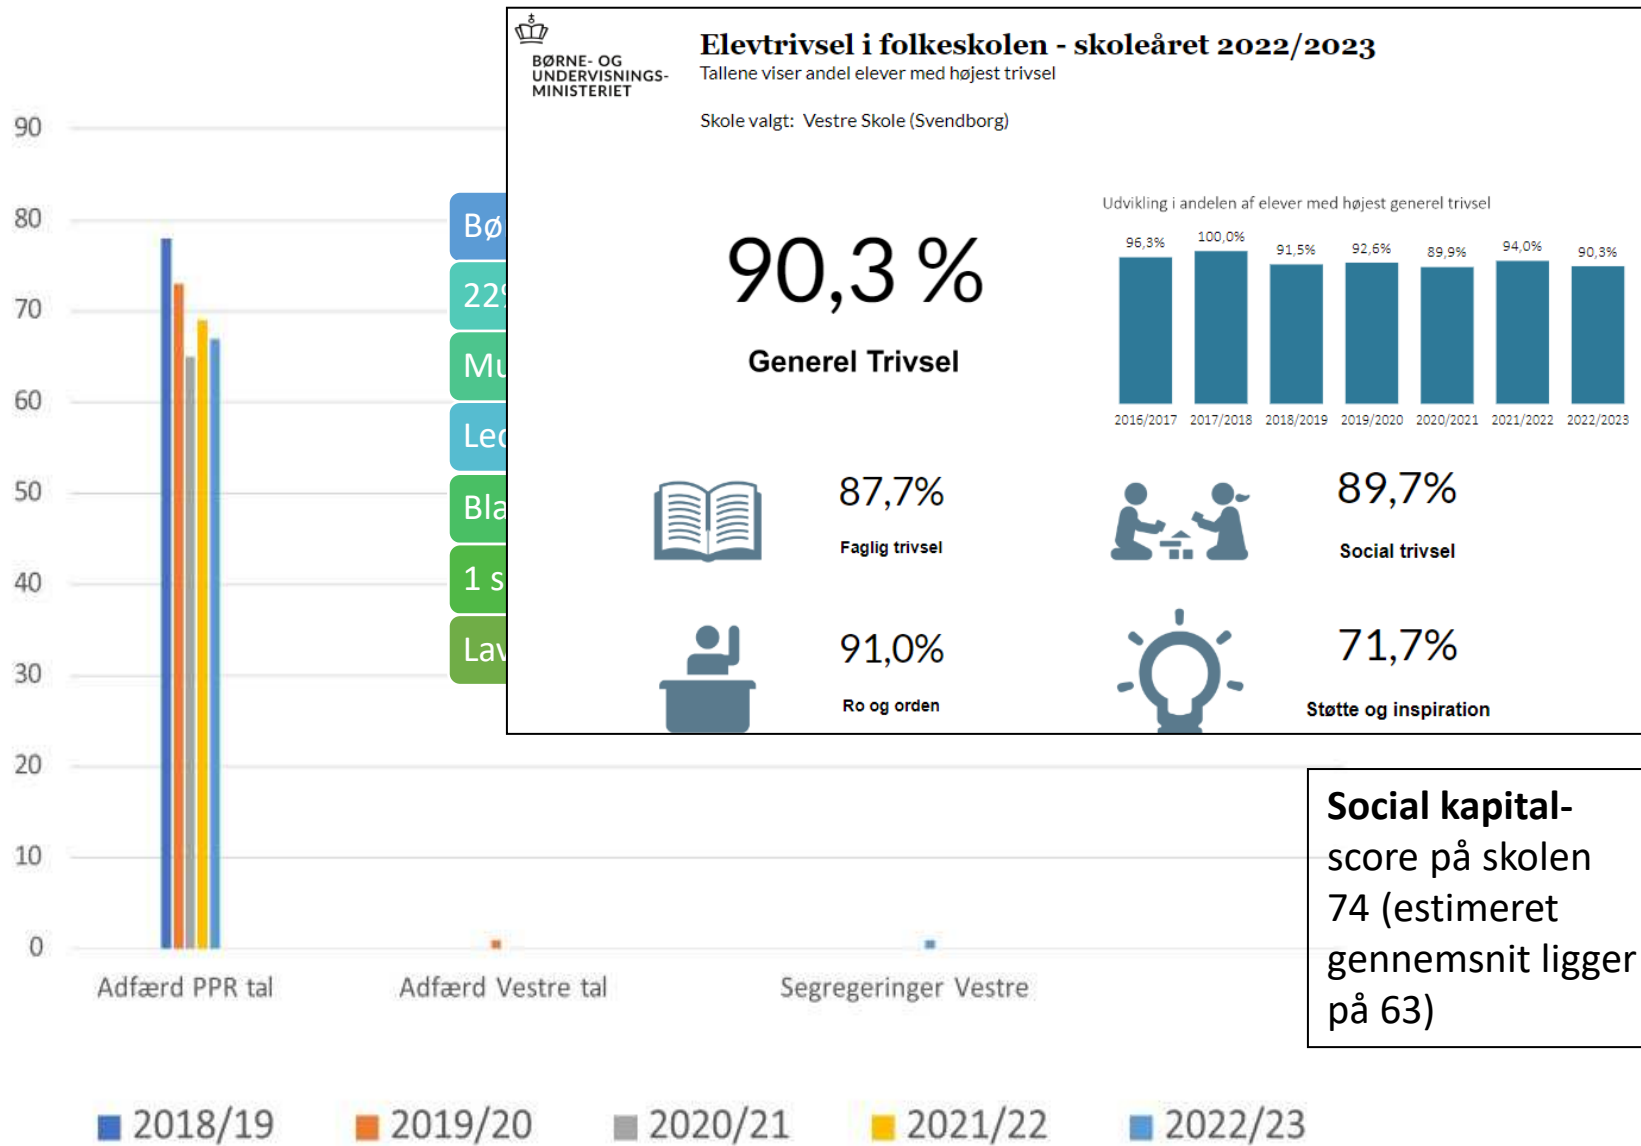 BØRNE- OG
UNDERVISNINGS-
MINISTERIET
Elevtrivsel i folkeskolen - skoleåret 2022/2023
Tallene viser andel elever med højest trivsel
Skole valgt: Vestre Skole (Svendborg)
90,3 %
Generel Trivsel
Udvikling i andelen af elever med højest generel trivsel
96,3% 100,0% 91,5% 92,6% 89,9% 94,0% 90,3%
2016/2017 2017/2018 2018/2019 2019/2020 2020/2021 2021/2022 2022/2023
87,7%
Faglig trivsel
89,7%
Social trivsel
91,0%
Ro og orden
71,7%
Støtte og inspiration
90
80
70
60
50
40
30
20
10
0
22%
1 s
Adfærd PPR tal
Adfærd Vestre tal
Segregeringer Vestre
Social kapital-
score på skolen
74 (estimeret
gennemsnit ligger
på 63)
2018/19 2019/20 2020/21 2021/22 2022/23